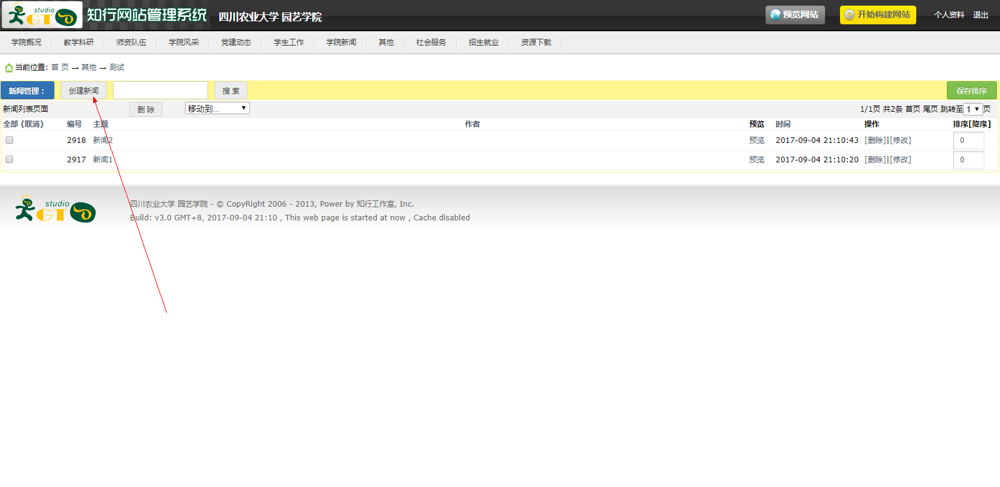 studio
GT
知行网站管理系统
四川农业大学 园艺学院
预览网站
开始构建网站
个人资料 退出
学院概况 教学科研 师资队伍 学院风采 党建动态 学生工作 学院新闻 其他 社会服务 招生就业 资源下载
当前位置: 首 页 → 其他 → 测试
新闻管理： 创建新闻 搜 索 保存排序
新闻列表页面 删 除 移动到... 1/1页 共2条 首页 尾页 跳转至 1 页
全部 (取消) 编号 主题 作者 预览 时间 操作 排序[降序]
2918 新闻2 预览 2017-09-04 21:10:43 [删除]|[修改] 0
2917 新闻1 预览 2017-09-04 21:10:20 [删除]|[修改] 0
studio
GT
四川农业大学 园艺学院 - © CopyRight 2006 - 2013, Power by 知行工作室, Inc.
Build: v3.0 GMT+8, 2017-09-04 21:10 , This web page is started at now , Cache disabled